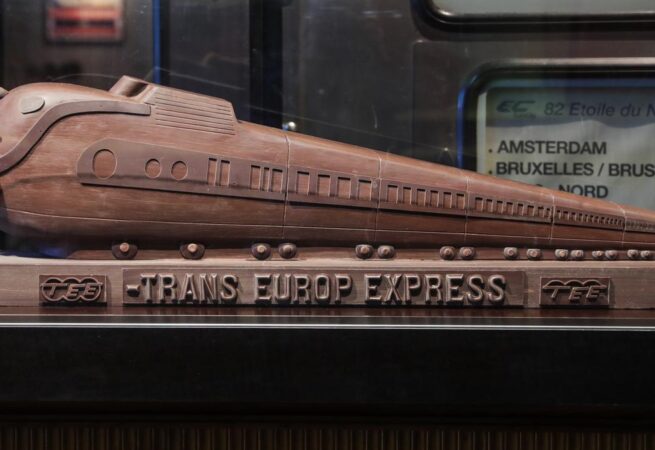 EC 82 Etoile du N
AMSTERDAM
BRUXELLES / BRUS
NORD
TEE -TRANS EUROP EXPRESS TEE